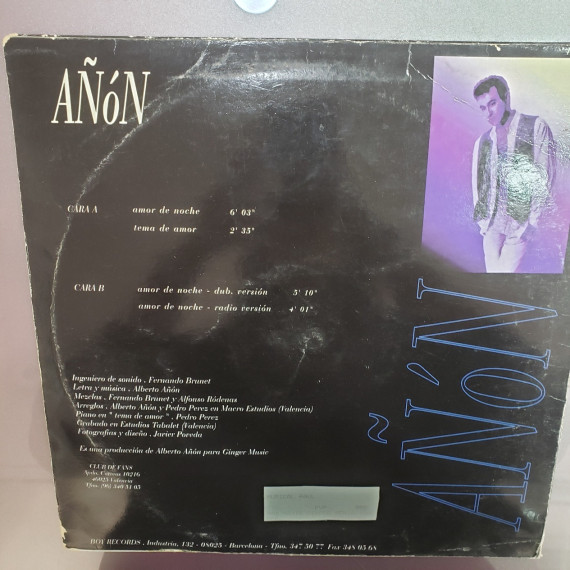 AÑóN
CARA A amor de noche 6' 03"
tema de amor 2' 35"
CARA B amor de noche - dub. versión 5' 10"
amor de noche - radio versión 4' 01"
Ingeniero de sonido . Fernando Brunet
Letra y música . Alberto Añón
Mezclas . Fernando Brunet y Alfonso Ródenas
Arreglos . Alberto Añón y Pedro Perez en Macro Estudios (Valencia)
Piano en " tema de amor " . Pedro Perez
Grabado en Estudios Tabalet (Valencia)
Fotografías y diseño . Javier Poveda
Es una producción de Alberto Añón para Ginger Music
CLUB DE FANS
Apdo. Correos 10216
46023 Valencia
BOY RECORDS . Industria, 132 - 08025 - Barcelona - Tfno. 347 50 77 Fax 348 05 68
AÑÓN